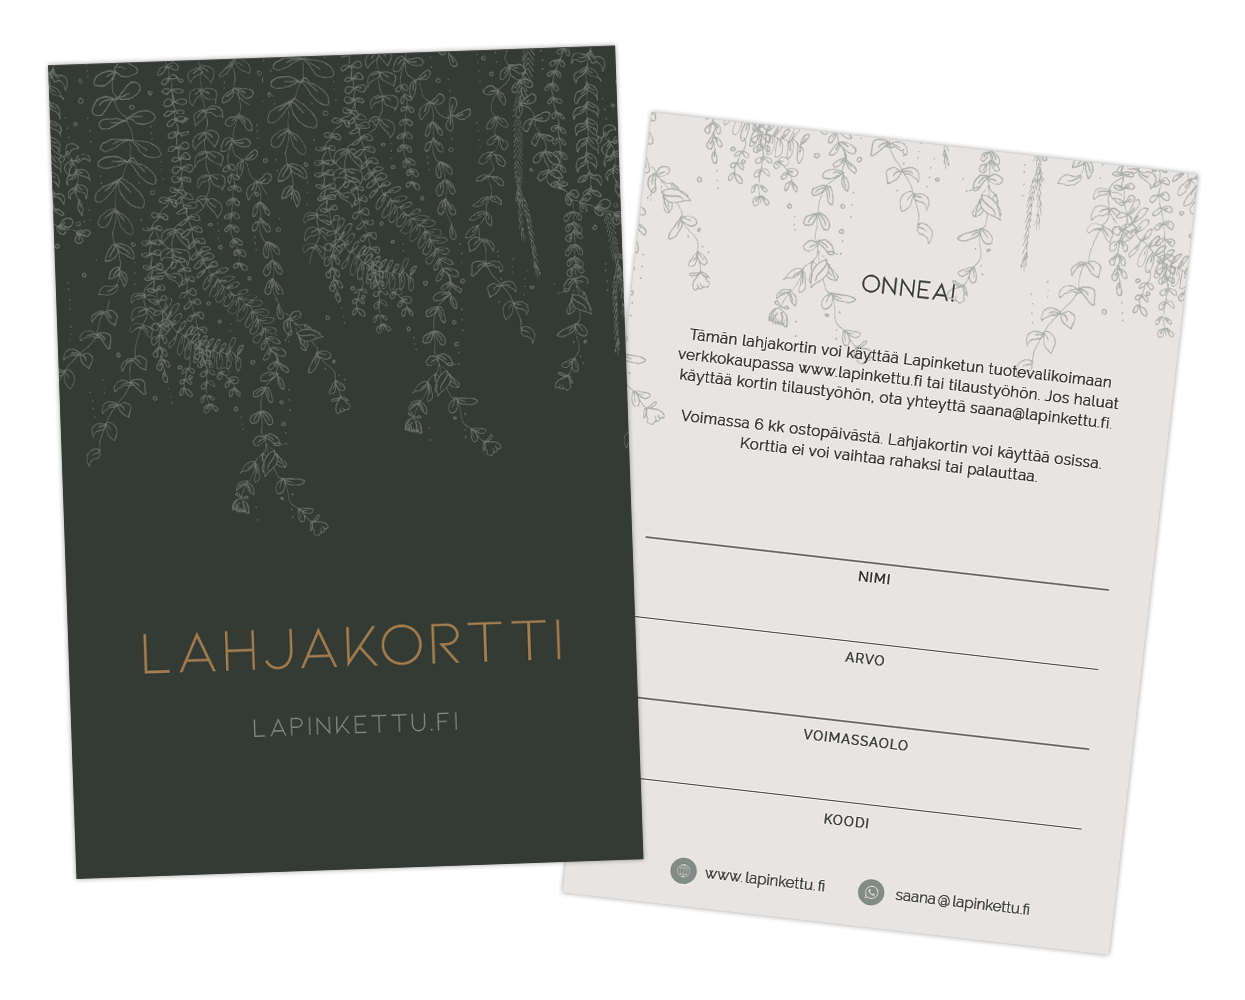 LAHJAKORTTI
LAPINKETTU.FI
ONNEA!
Tämän lahjakortin voi käyttää Lapinketun tuotevalikoimaan
verkkokaupassa www.lapinkettu.fi tai tilaustyöhön. Jos haluat
käyttää kortin tilaustyöhön, ota yhteyttä saana@lapinkettu.fi.
Voimassa 6 kk ostopäivästä. Lahjakortin voi käyttää osissa.
Korttia ei voi vaihtaa rahaksi tai palauttaa.
NIMI
ARVO
VOIMASSAOLO
KOODI
www.lapinkettu.fi
saana@lapinkettu.fi